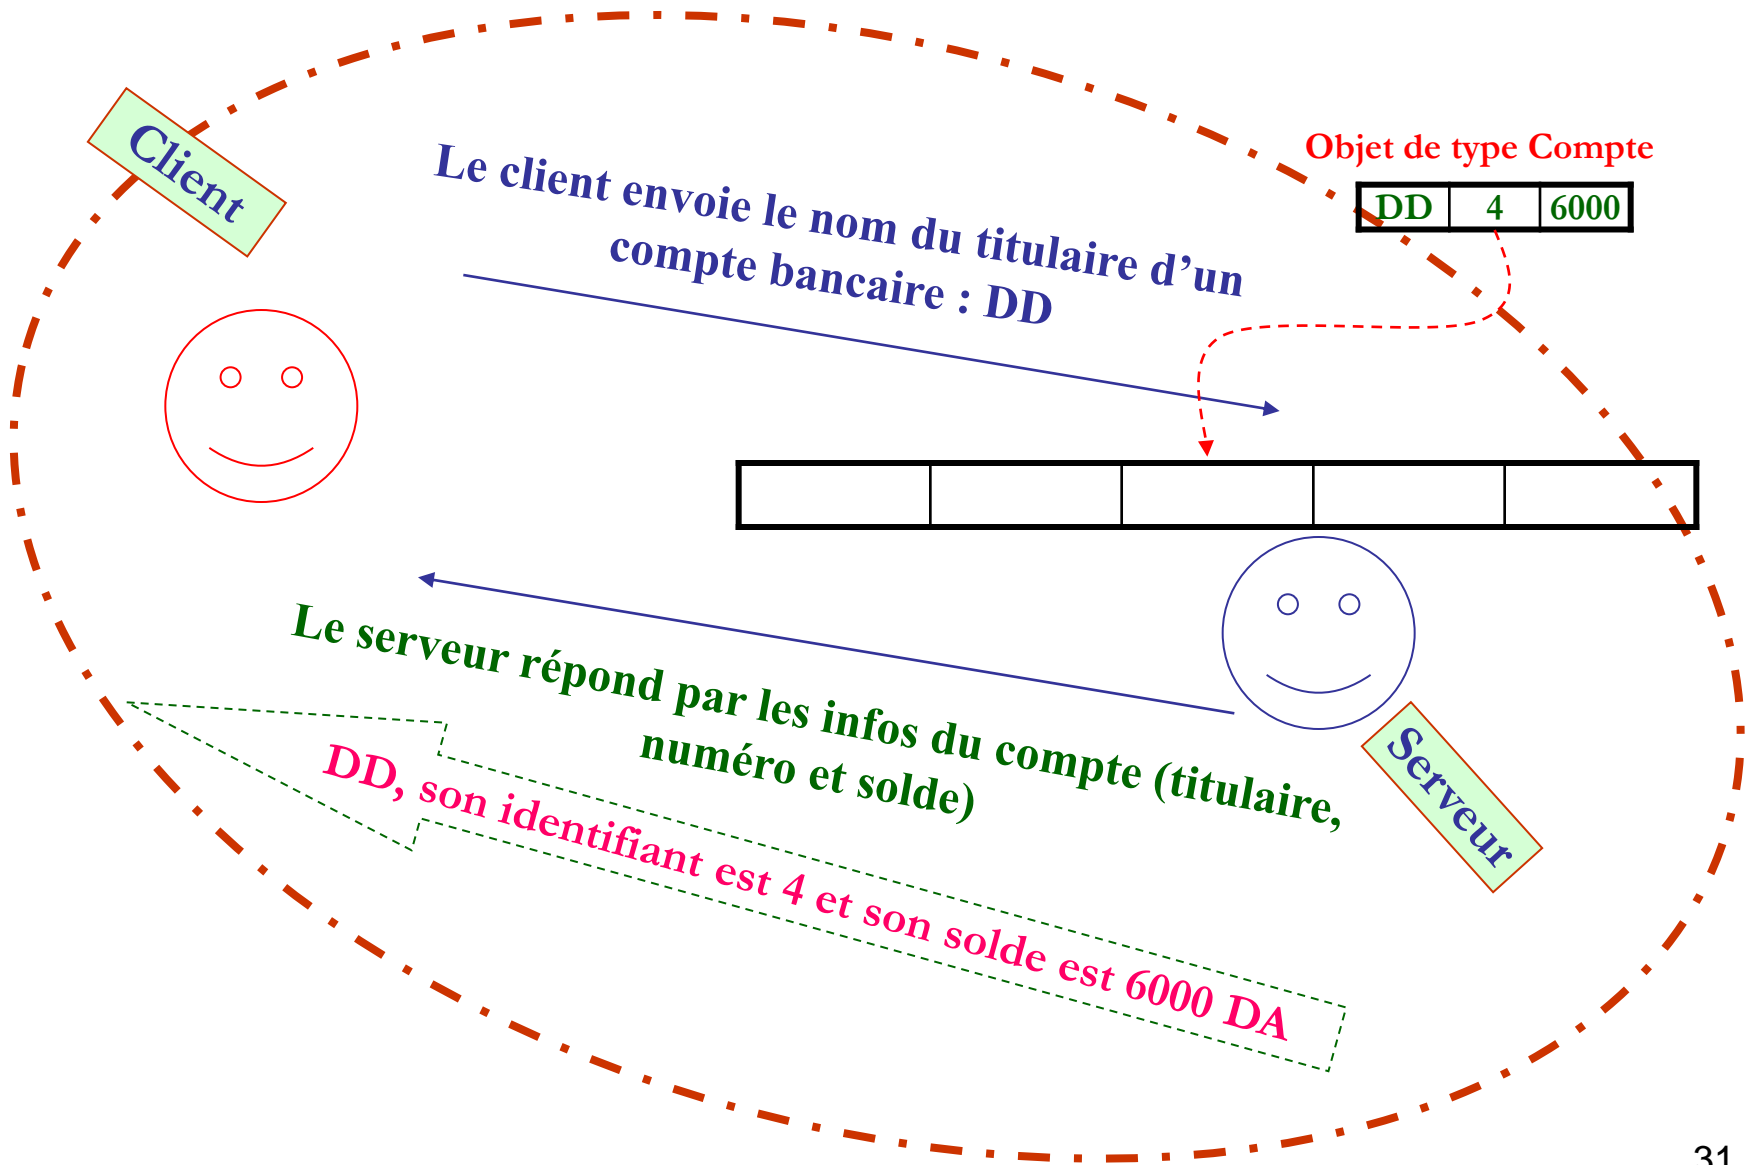 Client
Le client envoie le nom du titulaire d’un
compte bancaire : DD
Objet de type Compte
DD 4 6000
Le serveur répond par les infos du compte (titulaire,
numéro et solde)
DD, son identifiant est 4 et son solde est 6000 DA
Serveur
31